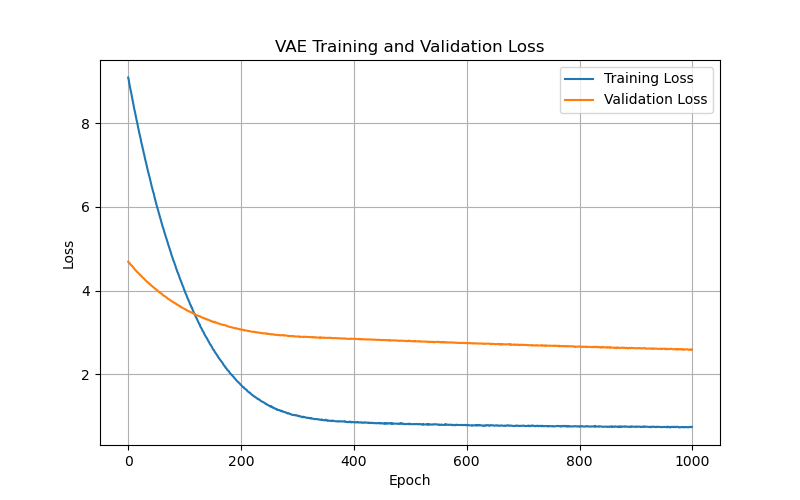 VAE Training and Validation Loss
Training Loss
Validation Loss
Loss
8
6
4
2
0
200
400
600
800
1000
Epoch